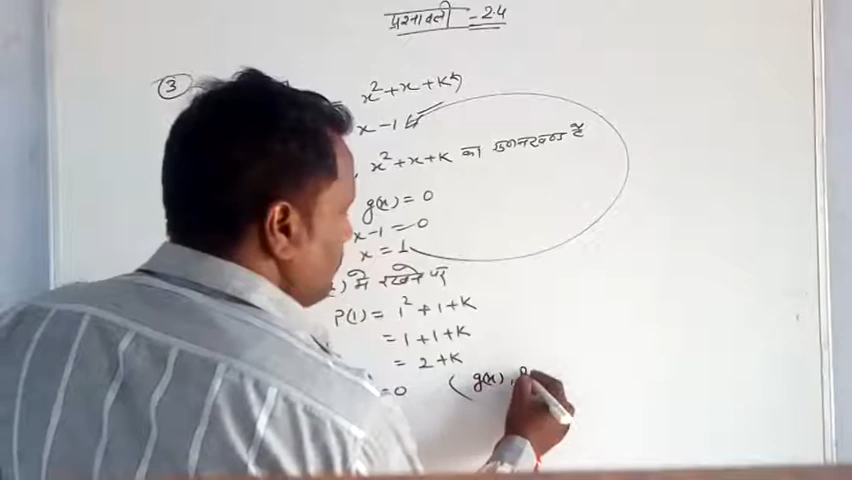 प्रश्नावली - 2.4
③ x² + x + K
x - 1
x² + x + K का गुणनखण्ड है
g(x) = 0
x - 1 = 0
x = 1
में रखने पर
P(1) = 1² + 1 + K
= 1 + 1 + K
= 2 + K
= 0 ( g(x),